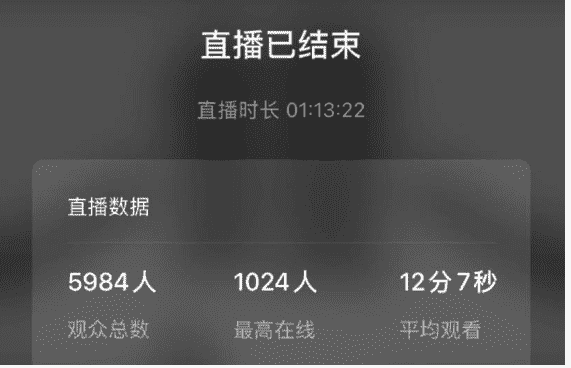 直播已结束
直播时长 01:13:22
直播数据
5984人 1024人 12分7秒
观众总数 最高在线 平均观看